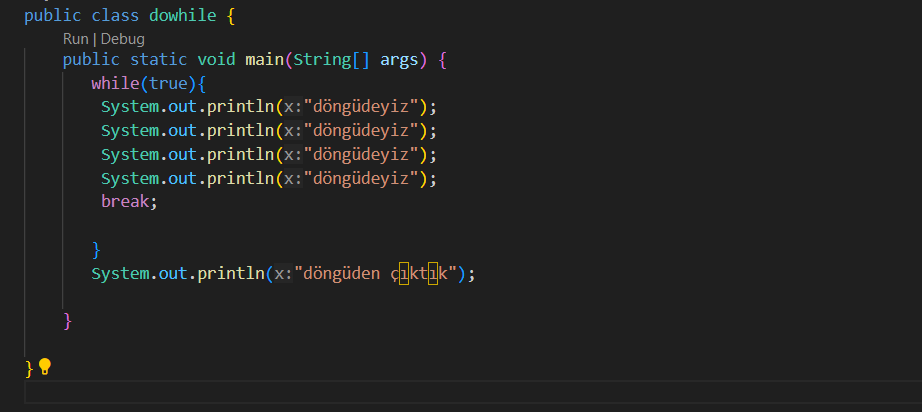 public class dowhile {
Run | Debug
public static void main(String[] args) {
while(true){
System.out.println(x:"döngüdeyiz");
System.out.println(x:"döngüdeyiz");
System.out.println(x:"döngüdeyiz");
System.out.println(x:"döngüdeyiz");
break;
}
System.out.println(x:"döngüden çıktık");
}
}